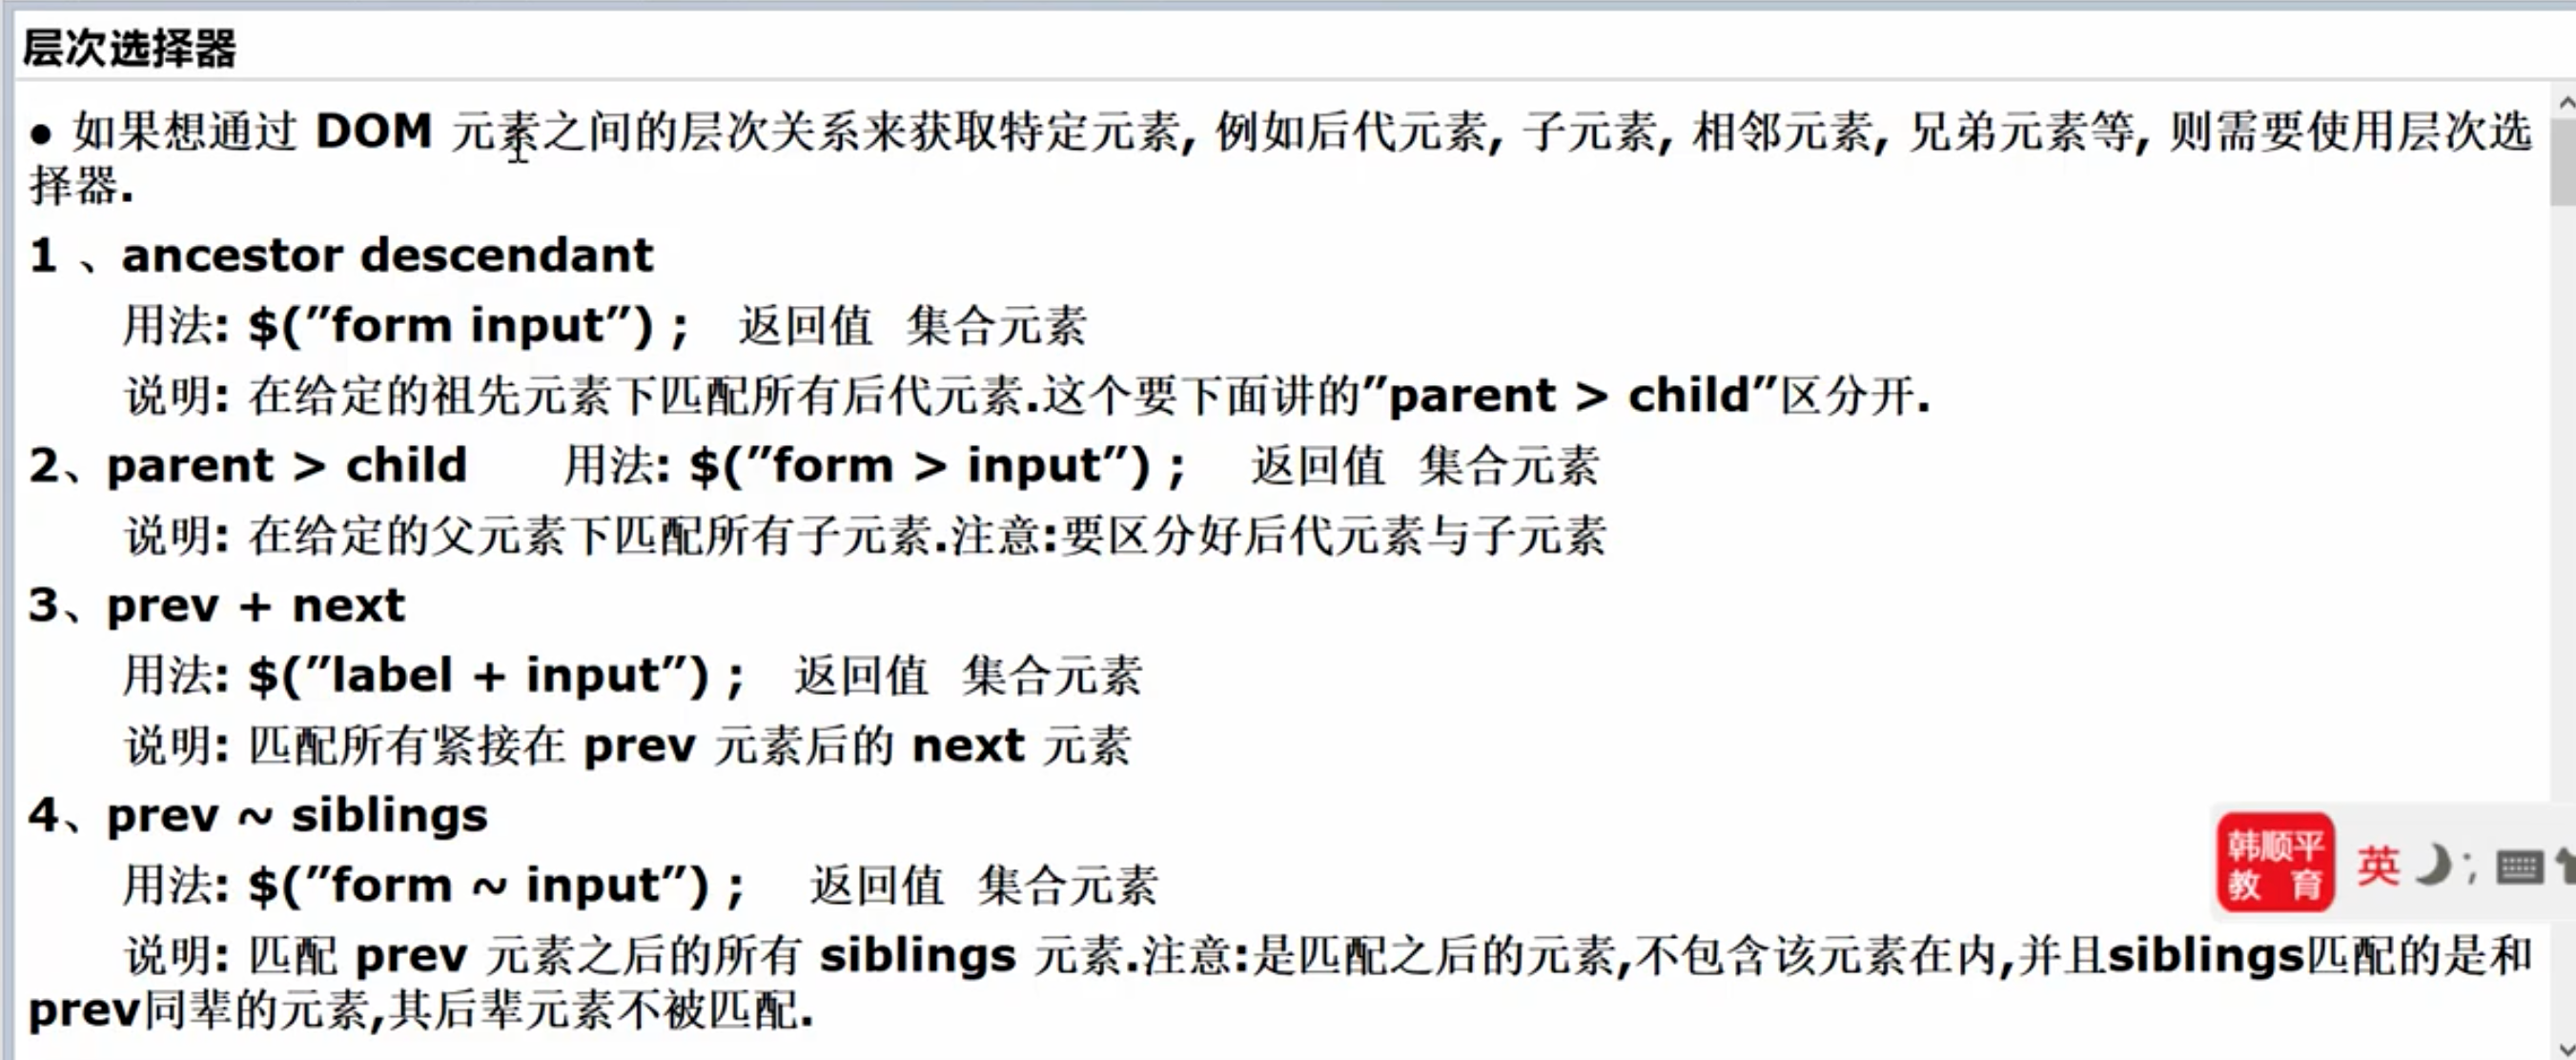 层次选择器
● 如果想通过 DOM 元素之间的层次关系来获取特定元素, 例如后代元素, 子元素, 相邻元素, 兄弟元素等, 则需要使用层次选
择器.
1 、ancestor descendant
用法: $(”form input”) ; 返回值 集合元素
说明: 在给定的祖先元素下匹配所有后代元素.这个要下面讲的”parent > child”区分开.
2、parent > child 用法: $(”form > input”) ; 返回值 集合元素
说明: 在给定的父元素下匹配所有子元素.注意:要区分好后代元素与子元素
3、prev + next
用法: $(”label + input”) ; 返回值 集合元素
说明: 匹配所有紧接在 prev 元素后的 next 元素
4、prev ~ siblings
用法: $(”form ~ input”) ; 返回值 集合元素
说明: 匹配 prev 元素之后的所有 siblings 元素.注意:是匹配之后的元素,不包含该元素在内,并且siblings匹配的是和
prev同辈的元素,其后辈元素不被匹配.
韩顺平
教 育
英 ;